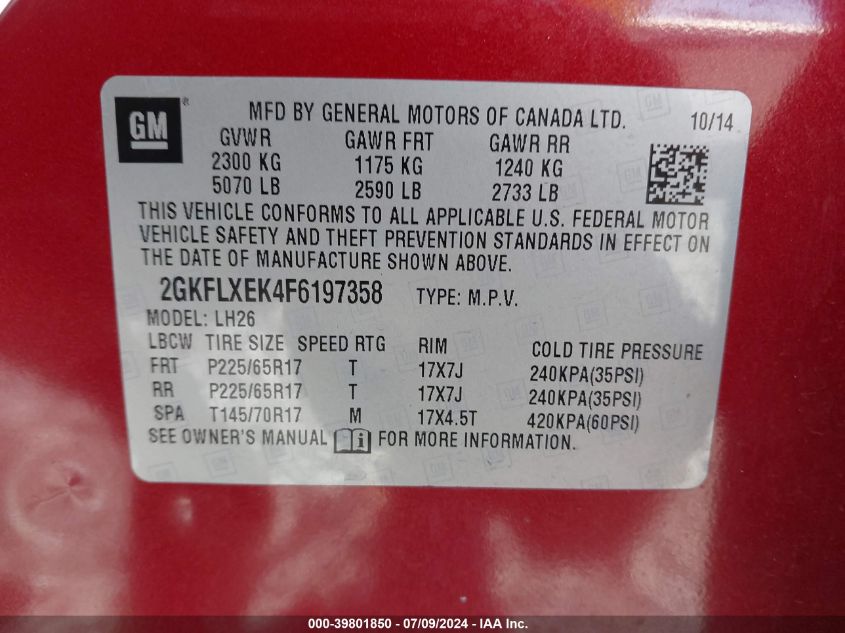 GM
MFD BY GENERAL MOTORS OF CANADA LTD. 10/14
GVWR GAWR FRT GAWR RR
2300 KG 1175 KG 1240 KG
5070 LB 2590 LB 2733 LB
THIS VEHICLE CONFORMS TO ALL APPLICABLE U.S. FEDERAL MOTOR
VEHICLE SAFETY AND THEFT PREVENTION STANDARDS IN EFFECT ON
THE DATE OF MANUFACTURE SHOWN ABOVE.
2GKFLXEK4F6197358 TYPE: M.P.V.
MODEL: LH26
LBCW TIRE SIZE SPEED RTG RIM COLD TIRE PRESSURE
FRT P225/65R17 T 17X7J 240KPA(35PSI)
RR P225/65R17 T 17X7J 240KPA(35PSI)
SPA T145/70R17 M 17X4.5T 420KPA(60PSI)
SEE OWNER'S MANUAL i FOR MORE INFORMATION.
000-39801850 - 07/09/2024 - IAA Inc.